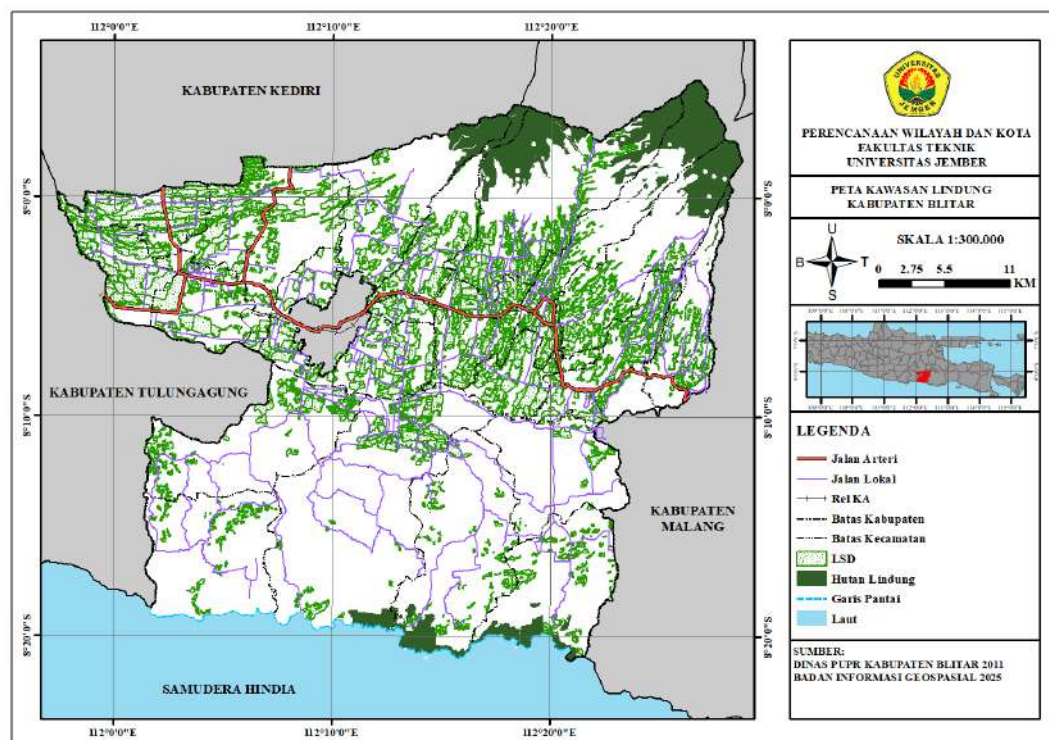 112°0'0"E
112°10'0"E
112°20'0"E
KABUPATEN KEDIRI
8°0'0"S
8°0'0"S
KABUPATEN TULUNGAGUNG
8°10'0"S
8°10'0"S
KABUPATEN
MALANG
8°20'0"S
8°20'0"S
SAMUDERA HINDIA
112°0'0"E
112°10'0"E
112°20'0"E
UNIVERSITAS
JEMBER
PERENCANAAN WILAYAH DAN KOTA
FAKULTAS TEKNIK
UNIVERSITAS JEMBER
PETA KAWASAN LINDUNG
KABUPATEN BLITAR
U
B
T
S
SKALA 1:300.000
0 2.75 5.5 11
KM
LEGENDA
Jalan Arteri
Jalan Lokal
Rel KA
Batas Kabupaten
Batas Kecamatan
LSD
Hutan Lindung
Garis Pantai
Laut
SUMBER:
DINAS PUPR KABUPATEN BLITAR 2011
BADAN INFORMASI GEOSPASIAL 2025